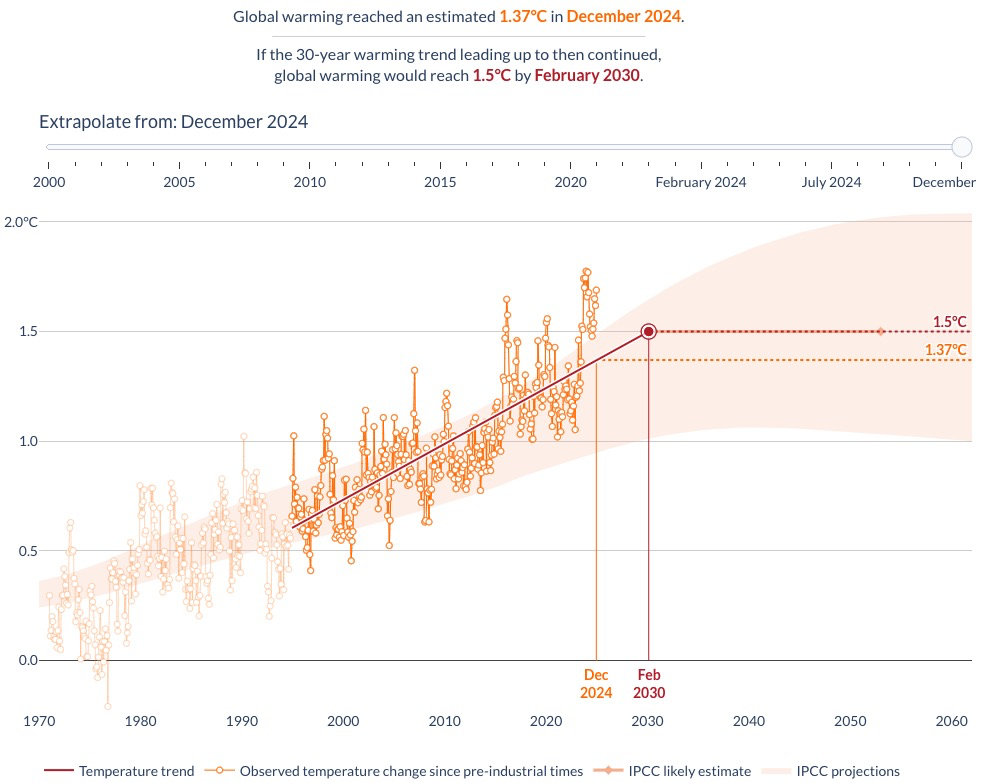 Global warming reached an estimated 1.37°C in December 2024.
If the 30-year warming trend leading up to then continued,
global warming would reach 1.5°C by February 2030.
Extrapolate from: December 2024
2000 2005 2010 2015 2020 February 2024 July 2024 December
2.0°C
1.5
1.5°C
1.37°C
1.0
0.5
0.0
Dec
2024
Feb
2030
1970 1980 1990 2000 2010 2020 2030 2040 2050 2060
Temperature trend Observed temperature change since pre-industrial times IPCC likely estimate IPCC projections